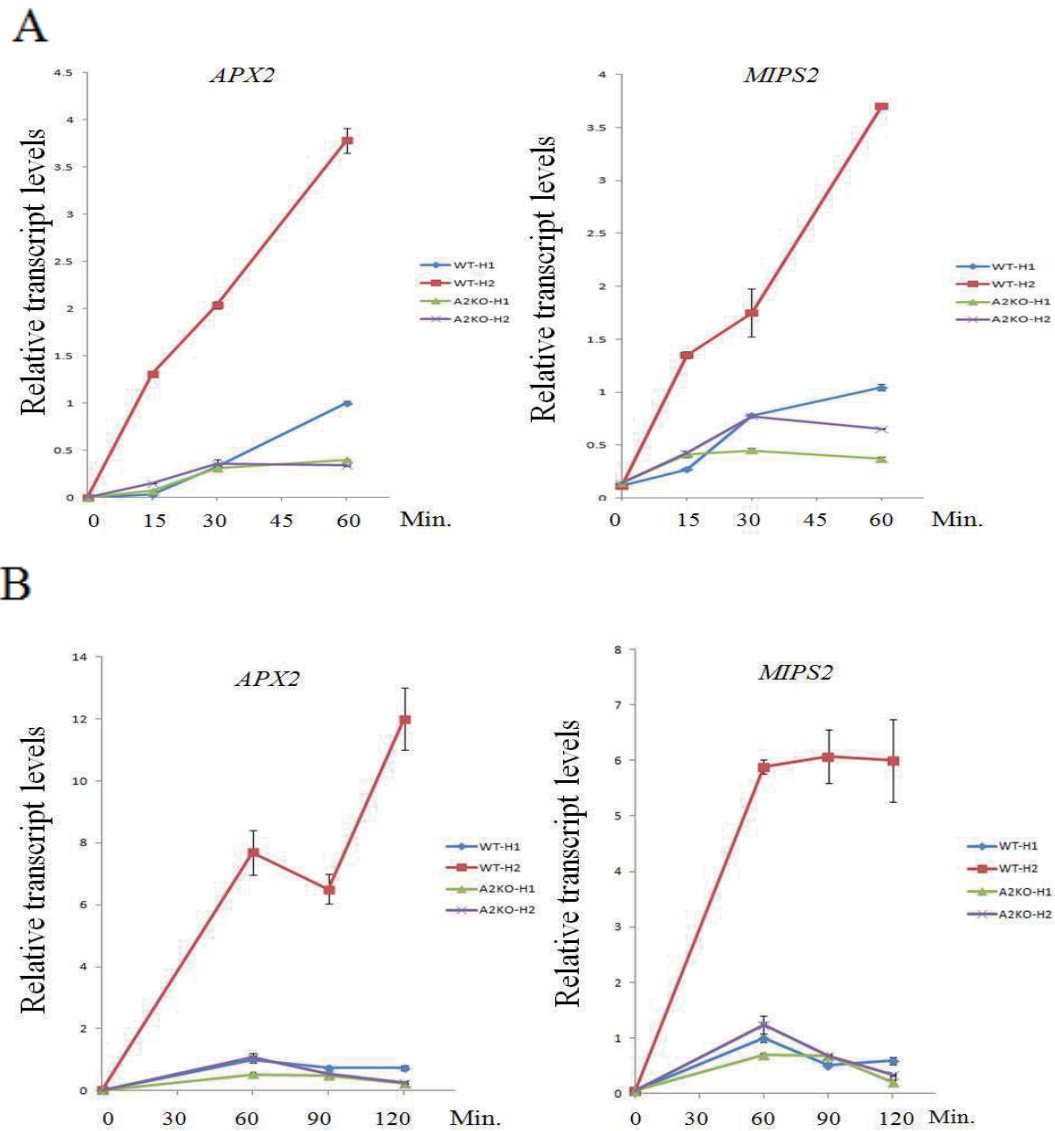 A
APX2
Relative transcript levels
4.5
4
3.5
3
2.5
2
1.5
1
0.5
0
0 15 30 45 60 Min.
WT-H1
WT-H2
A2KO-H1
A2KO-H2
MIPS2
Relative transcript levels
4
3.5
3
2.5
2
1.5
1
0.5
0
0 15 30 45 60 Min.
WT-H1
WT-H2
A2KO-H1
A2KO-H2
B
APX2
Relative transcript levels
14
12
10
8
6
4
2
0
0 30 60 90 120 Min.
WT-H1
WT-H2
A2KO-H1
A2KO-H2
MIPS2
Relative transcript levels
8
7
6
5
4
3
2
1
0
0 30 60 90 120 Min.
WT-H1
WT-H2
A2KO-H1
A2KO-H2